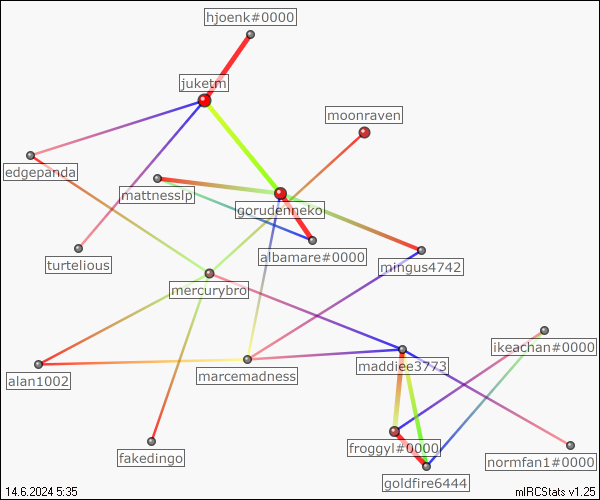 hjoenk#0000
juketm
moonraven
edgepanda
mattnesslp
gorudenneko
turtelious
albamare#0000
mingus4742
mercurybro
ikeachan#0000
maddiee3773
alan1002
marcemadness
froggyl#0000
fakedingo
normfan1#0000
goldfire6444
14.6.2024 5:35
mIRCStats v1.25